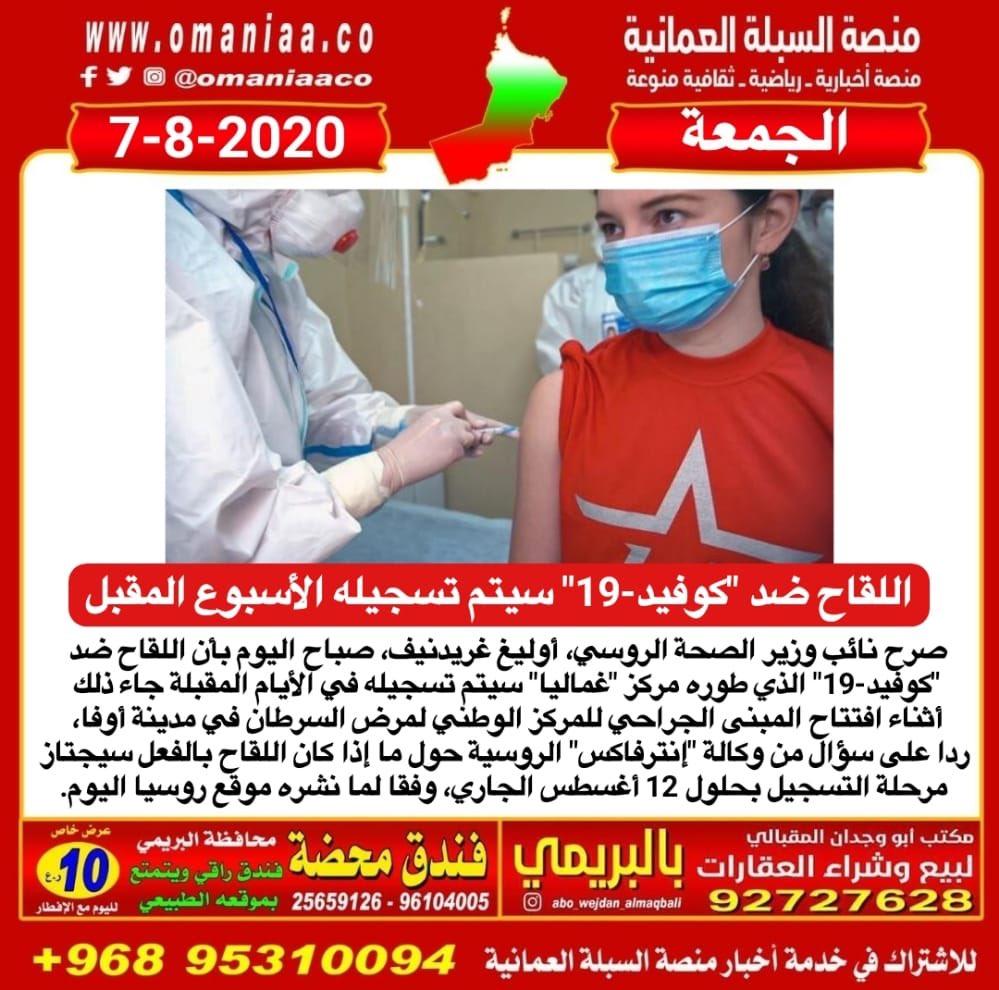 منصة السبلة العمانية
منصة أخبارية ـ رياضية ـ ثقافية منوعة
www.omaniaa.co
@omaniaaco
الجمعة
7-8-2020
اللقاح ضد "كوفيد-19" سيتم تسجيله الأسبوع المقبل
صرح نائب وزير الصحة الروسي، أوليغ غريدنيف، صباح اليوم بأن اللقاح ضد
"كوفيد-19" الذي طوره مركز "غماليا" سيتم تسجيله في الأيام المقبلة جاء ذلك
أثناء افتتاح المبنى الجراحي للمركز الوطني لمرض السرطان في مدينة أوفا،
ردا على سؤال من وكالة "إنترفاكس" الروسية حول ما إذا كان اللقاح بالفعل سيجتاز
مرحلة التسجيل بحلول 12 أغسطس الجاري، وفقا لما نشره موقع روسيا اليوم.
مكتب أبو وجدان المقبالي
لبيع وشراء العقارات
بالبريمي
92727628
abo_wejdan_almaqbali
فندق محضة
محافظة البريمي
فندق راقي ويتمتع
بموقعه الطبيعي
25659126 - 96104005
عرض خاص
10 ر.ع
لليوم مع الإفطار
للاشتراك في خدمة أخبار منصة السبلة العمانية
+968 95310094